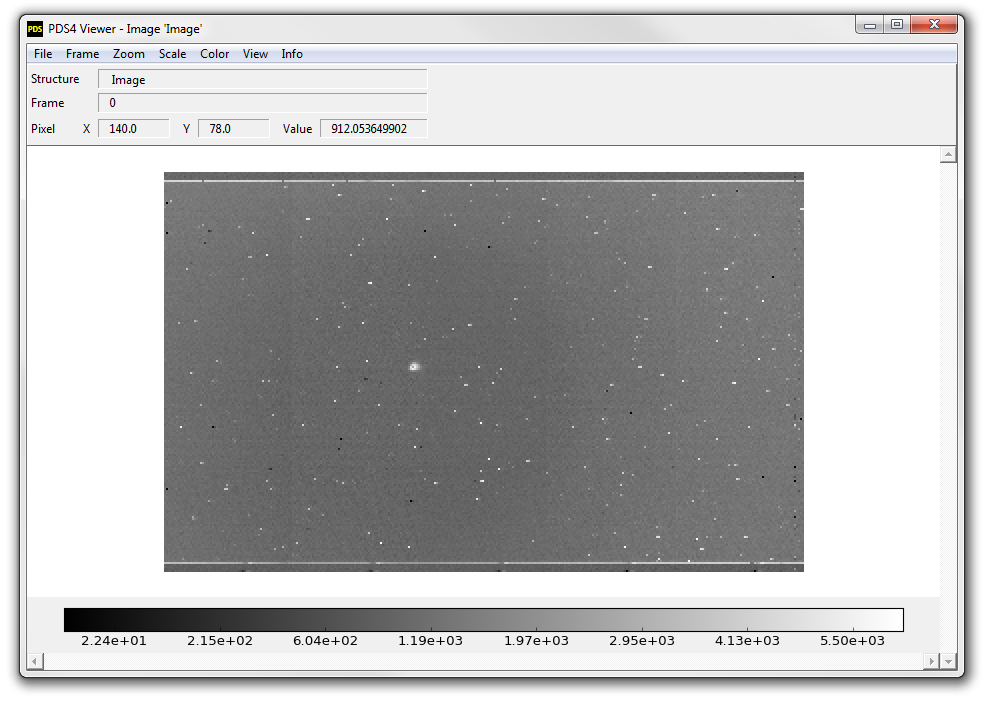 PDS PDS4 Viewer - Image 'Image'
File Frame Zoom Scale Color View Info
Structure Image
Frame 0
Pixel X 140.0 Y 78.0 Value 912.053649902
2.24e+01 2.15e+02 6.04e+02 1.19e+03 1.97e+03 2.95e+03 4.13e+03 5.50e+03